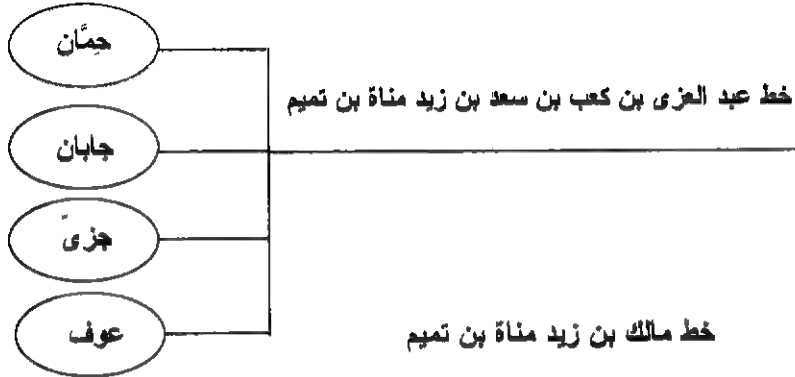 حِمَّان
خط عبد العزى بن كعب بن سعد بن زيد مناة بن تميم
جابان
جزىّ
عوف
خط مالك بن زيد مناة بن تميم